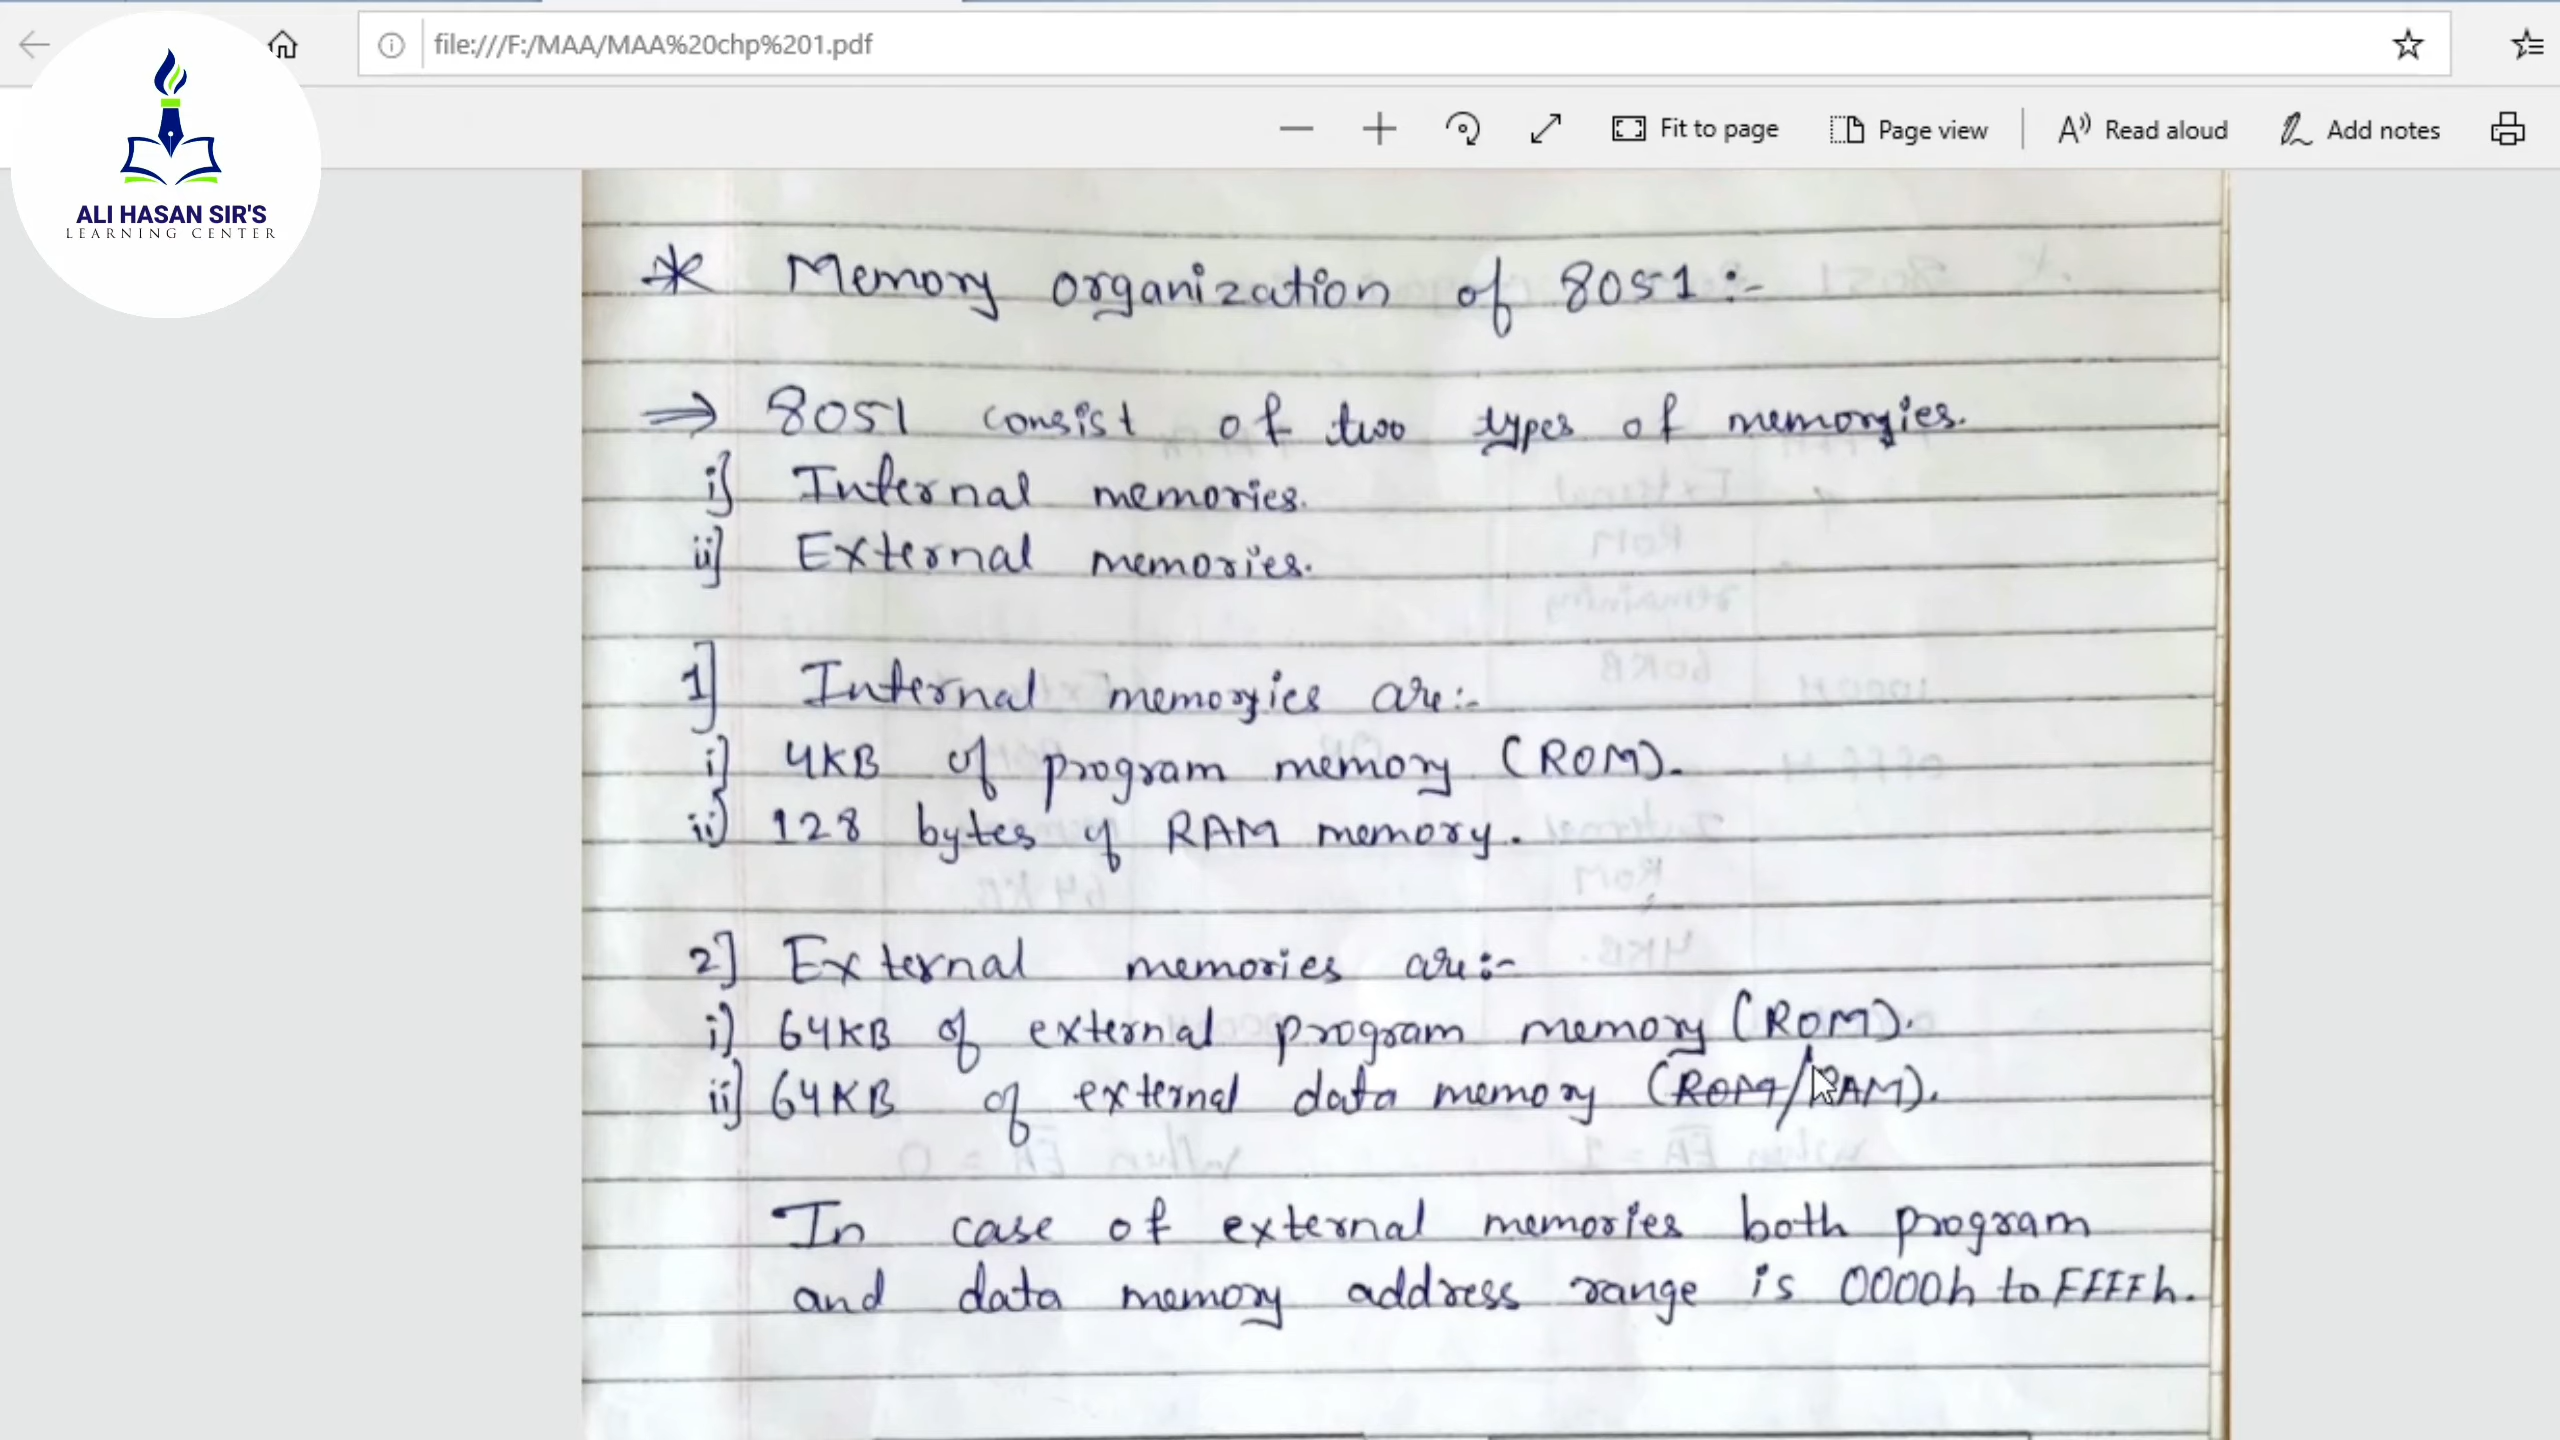 file:///F:/MAA/MAA%20chp%201.pdf
Fit to page
Page view
Read aloud
Add notes
ALI HASAN SIR'S
LEARNING CENTER
* Memory organization of 8051:-
⇒ 8051 consist of two types of memoryies.
i] Internal memories.
ii] External memories.
1] Internal memoryies are:-
i] 4KB of program memory (ROM).
ii] 128 bytes of RAM memory.
2] External memories are:-
i] 64KB of external program memory (ROM).
ii] 64KB of external data memory (ROM/RAM).
In case of external memories both program
and data memory address range is 0000h to FFFFh.